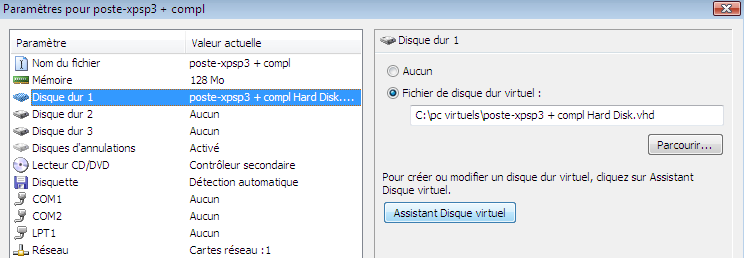 Paramètres pour poste-xpsp3 + compl
Paramètre Valeur actuelle
Nom du fichier poste-xpsp3 + compl
Mémoire 128 Mo
Disque dur 1 poste-xpsp3 + compl Hard Disk....
Disque dur 2 Aucun
Disque dur 3 Aucun
Disques d'annulations Activé
Lecteur CD/DVD Contrôleur secondaire
Disquette Détection automatique
COM1 Aucun
COM2 Aucun
LPT1 Aucun
Réseau Cartes réseau :1
Disque dur 1
Aucun
Fichier de disque dur virtuel :
C:\pc virtuels\poste-xpsp3 + compl Hard Disk.vhd
Parcourir...
Pour créer ou modifier un disque dur virtuel, cliquez sur Assistant
Disque virtuel.
Assistant Disque virtuel